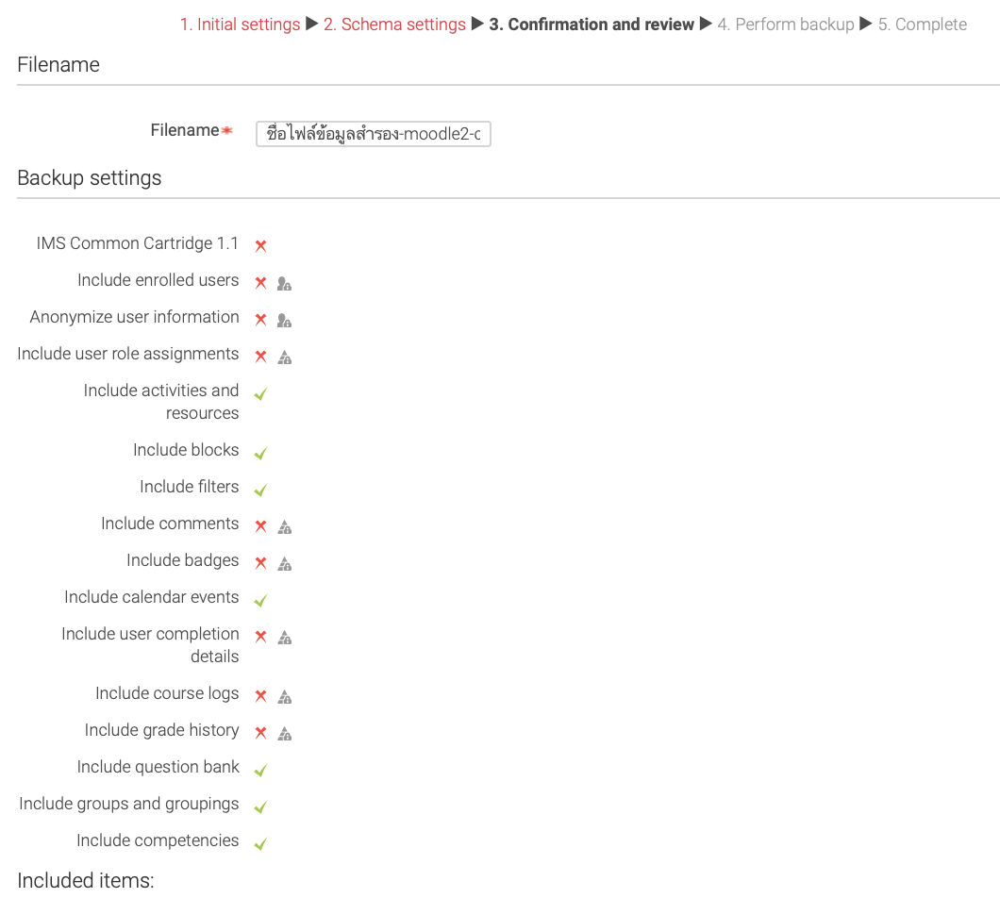 1. Initial settings ▶ 2. Schema settings ▶ 3. Confirmation and review ▶ 4. Perform backup ▶ 5. Complete
Filename
Filename
ชื่อไฟล์ข้อมูลสำรอง-moodle2-c
Backup settings
IMS Common Cartridge 1.1
Include enrolled users
Anonymize user information
Include user role assignments
Include activities and
resources
Include blocks
Include filters
Include comments
Include badges
Include calendar events
Include user completion
details
Include course logs
Include grade history
Include question bank
Include groups and groupings
Include competencies
Included items: